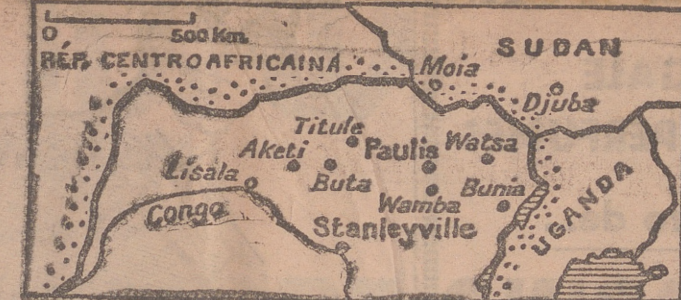 0
500 Km.
RÉP. CENTROAFRICAINA
SUDAN
Moia
Djuba
Titule
Aketi
Paulis
Watsa
Lisala
Buta
Wamba
Bunia
Congo
Stanleyville
UGANDA